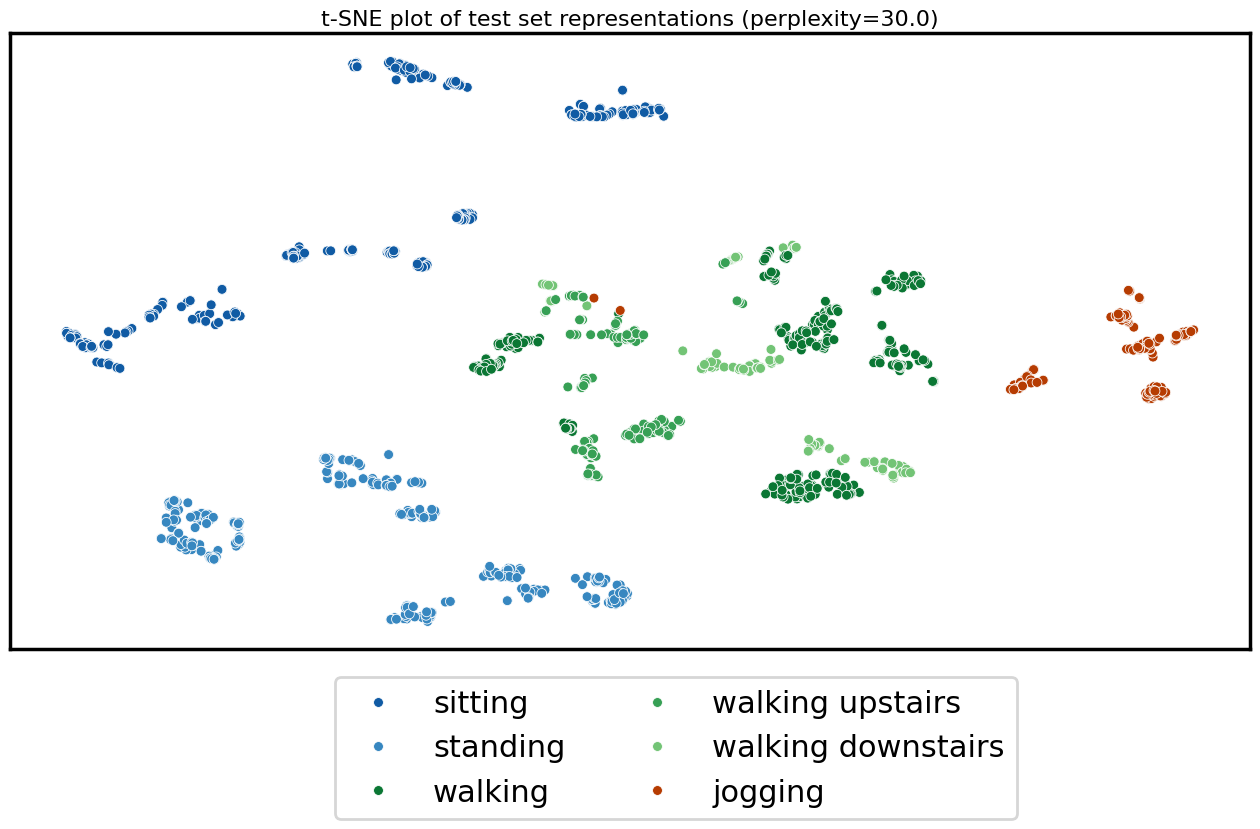 t-SNE plot of test set representations (perplexity=30.0)
sitting
standing
walking
walking upstairs
walking downstairs
jogging